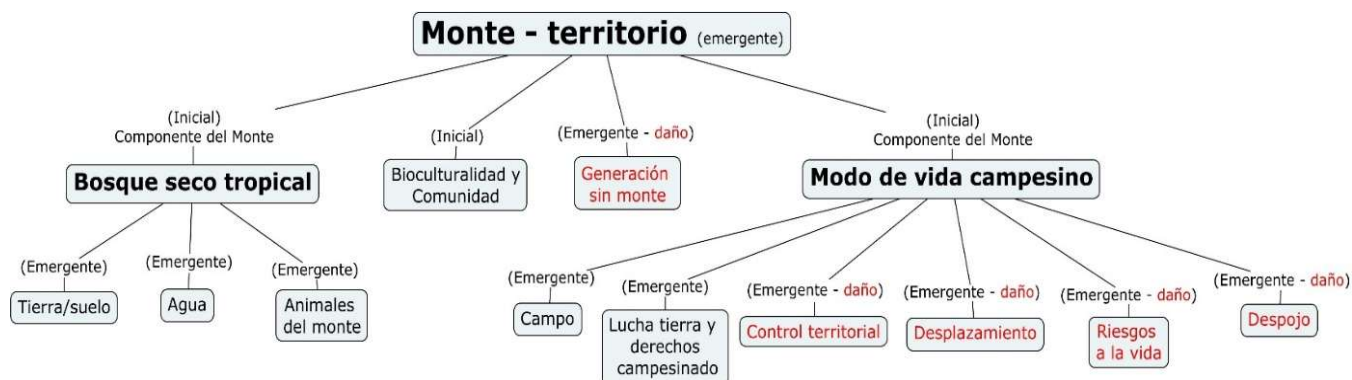 Monte - territorio (emergente)
(Inicial)
Componente del Monte
Bosque seco tropical
(Emergente)
Tierra/suelo
(Emergente)
Agua
(Emergente)
Animales
del monte
(Inicial)
Bioculturalidad y
Comunidad
(Emergente - daño)
Generación
sin monte
(Inicial)
Componente del Monte
Modo de vida campesino
(Emergente)
Campo
(Emergente)
Lucha tierra y
derechos
campesinado
(Emergente - daño)
Control territorial
(Emergente - daño)
Desplazamiento
(Emergente - daño)
Riesgos
a la vida
(Emergente - daño)
Despojo